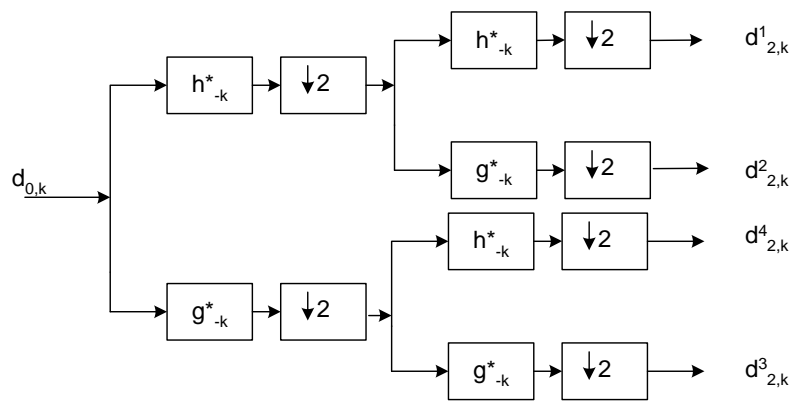 h*-k ↓2 d¹2,k
h*-k ↓2
g*-k ↓2 d²2,k
d0,k
h*-k ↓2 d⁴2,k
g*-k ↓2
g*-k ↓2 d³2,k